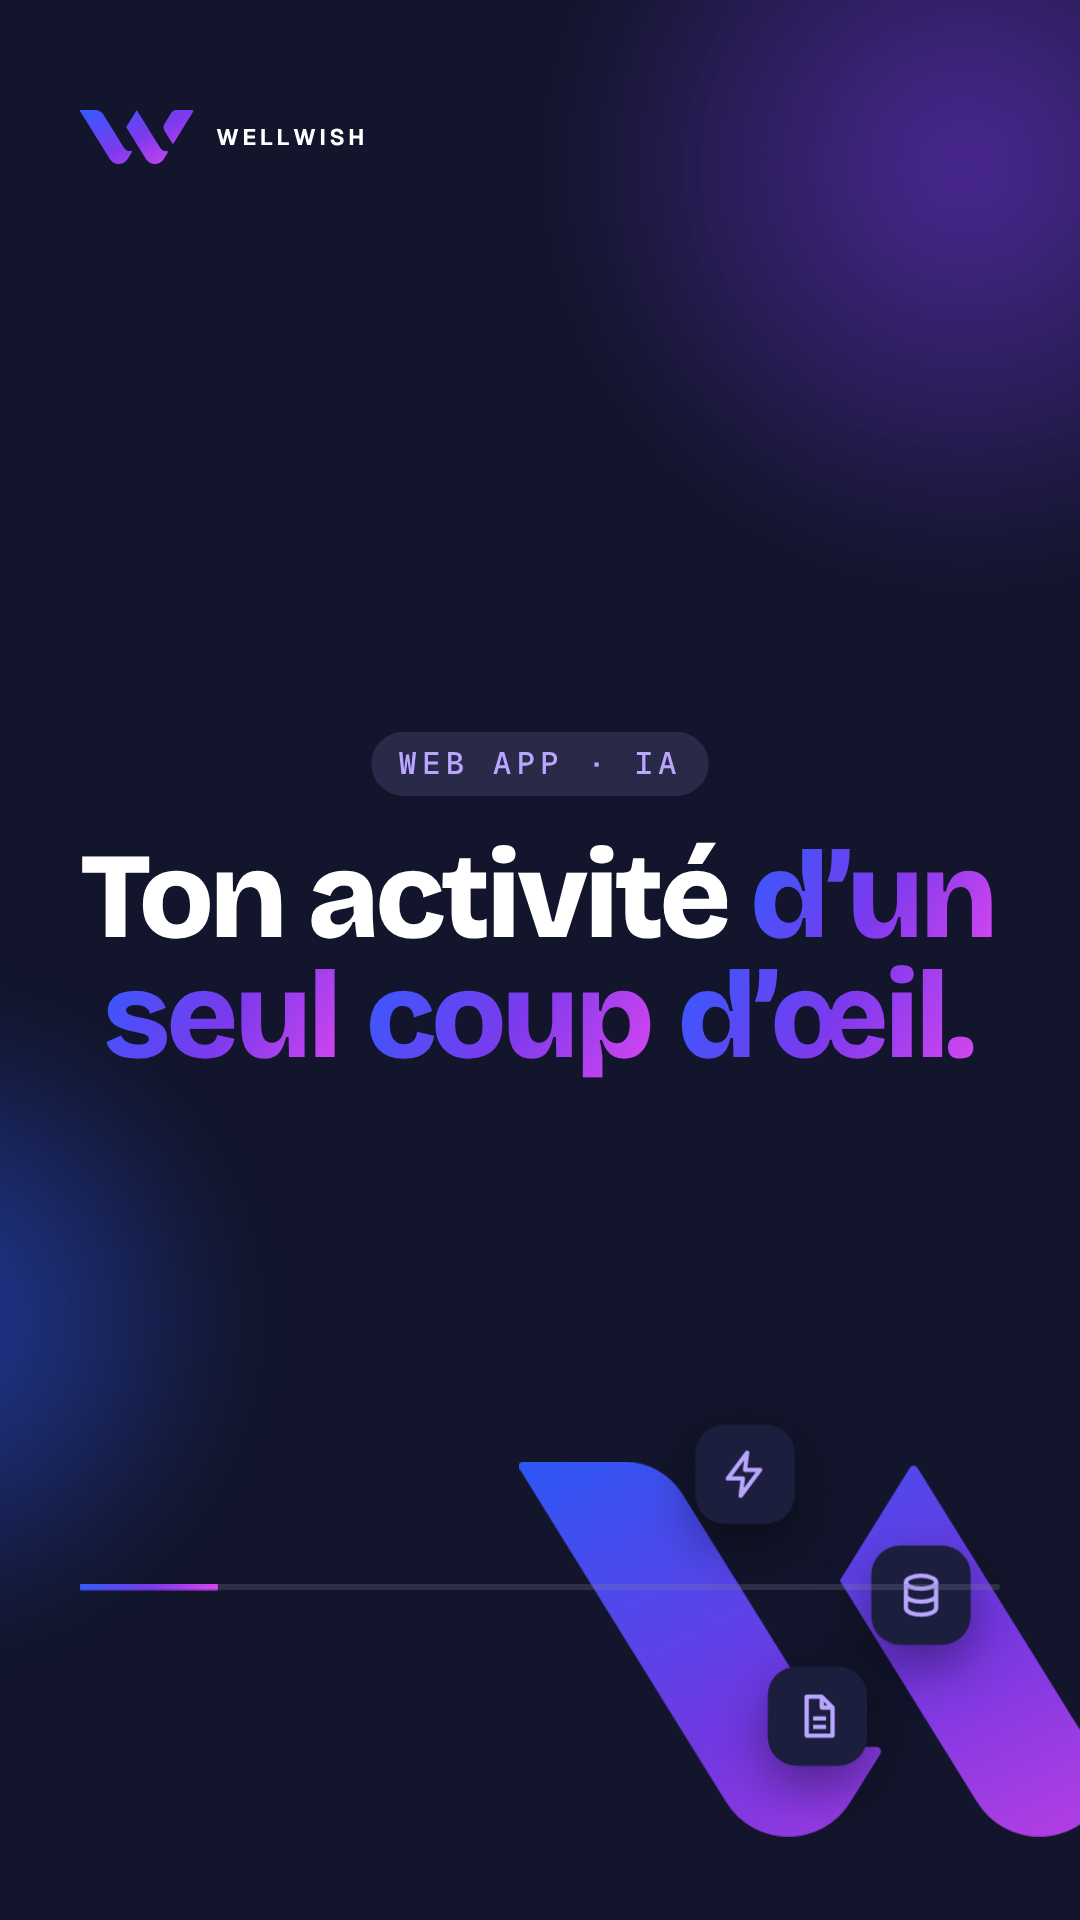 WELLWISH
WEB APP · IA
Ton activité d’un
seul coup d’œil.